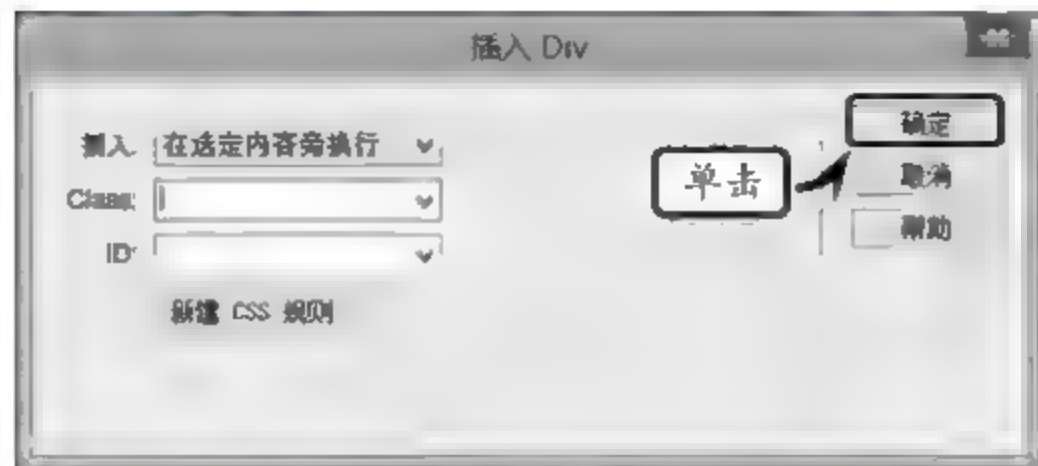 插入 Div
插入: 在选定内容旁执行
确定
单击
取消
Class:
帮助
ID:
新建 CSS 规则